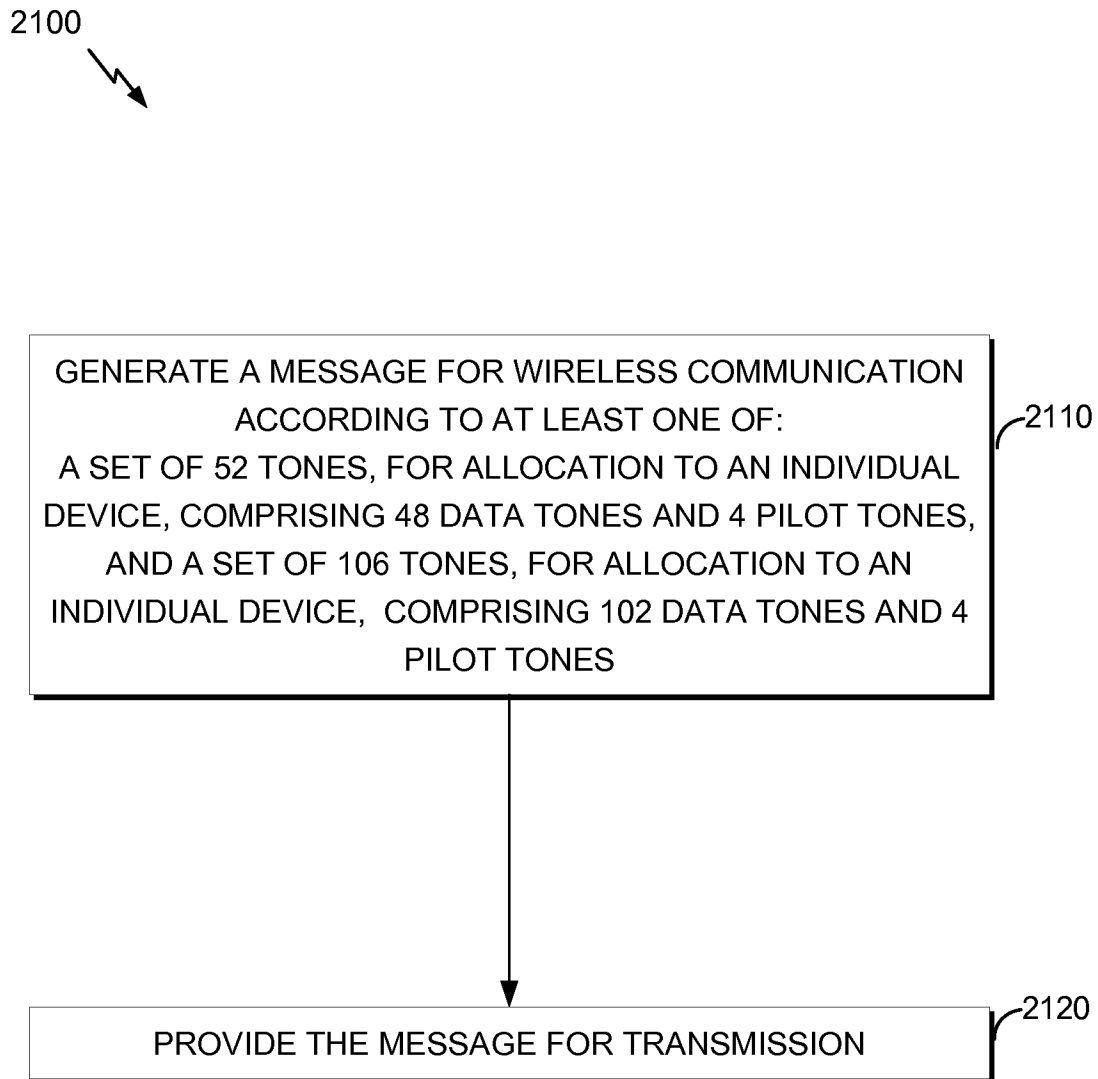 2100
GENERATE A MESSAGE FOR WIRELESS COMMUNICATION
ACCORDING TO AT LEAST ONE OF:
A SET OF 52 TONES, FOR ALLOCATION TO AN INDIVIDUAL
DEVICE, COMPRISING 48 DATA TONES AND 4 PILOT TONES,
AND A SET OF 106 TONES, FOR ALLOCATION TO AN
INDIVIDUAL DEVICE, COMPRISING 102 DATA TONES AND 4
PILOT TONES
2110
PROVIDE THE MESSAGE FOR TRANSMISSION
2120